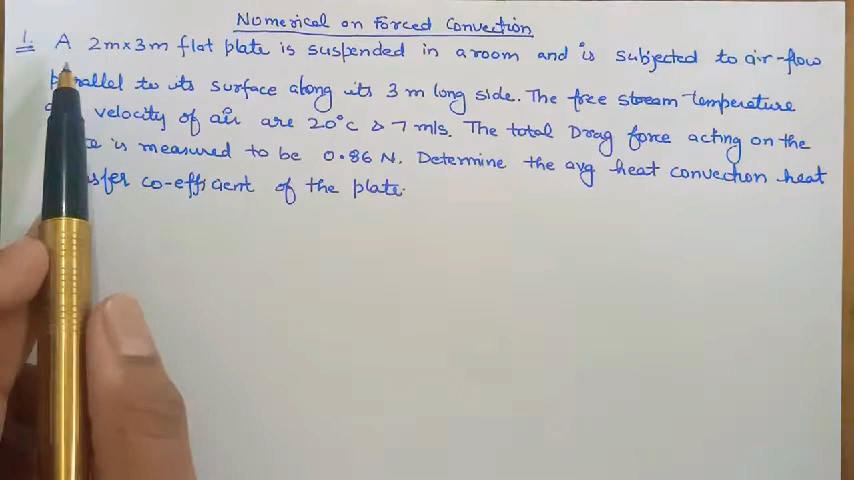 Numerical on Forced Convection
1. A 2m×3m flat plate is suspended in a room and is subjected to air-flow
parallel to its surface along its 3 m long side. The free stream temperature
velocity of air are 20°C & 7 m/s. The total Drag force acting on the
is measured to be 0.86 N. Determine the avg heat convection heat
co-efficient of the plate.